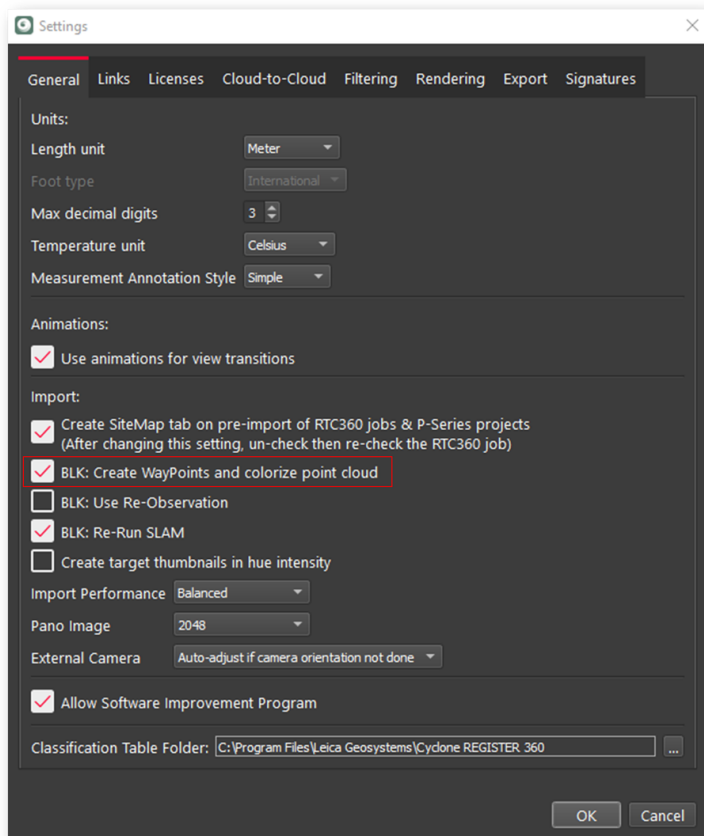 Settings
General Links Licenses Cloud-to-Cloud Filtering Rendering Export Signatures
Units:
Length unit Meter
Foot type International
Max decimal digits 3
Temperature unit Celsius
Measurement Annotation Style Simple
Animations:
Use animations for view transitions
Import:
Create SiteMap tab on pre-import of RTC360 jobs & P-Series projects
(After changing this setting, un-check then re-check the RTC360 job)
BLK: Create WayPoints and colorize point cloud
BLK: Use Re-Observation
BLK: Re-Run SLAM
Create target thumbnails in hue intensity
Import Performance Balanced
Pano Image 2048
External Camera Auto-adjust if camera orientation not done
Allow Software Improvement Program
Classification Table Folder: C:\Program Files\Leica Geosystems\Cyclone REGISTER 360 ...
OK Cancel